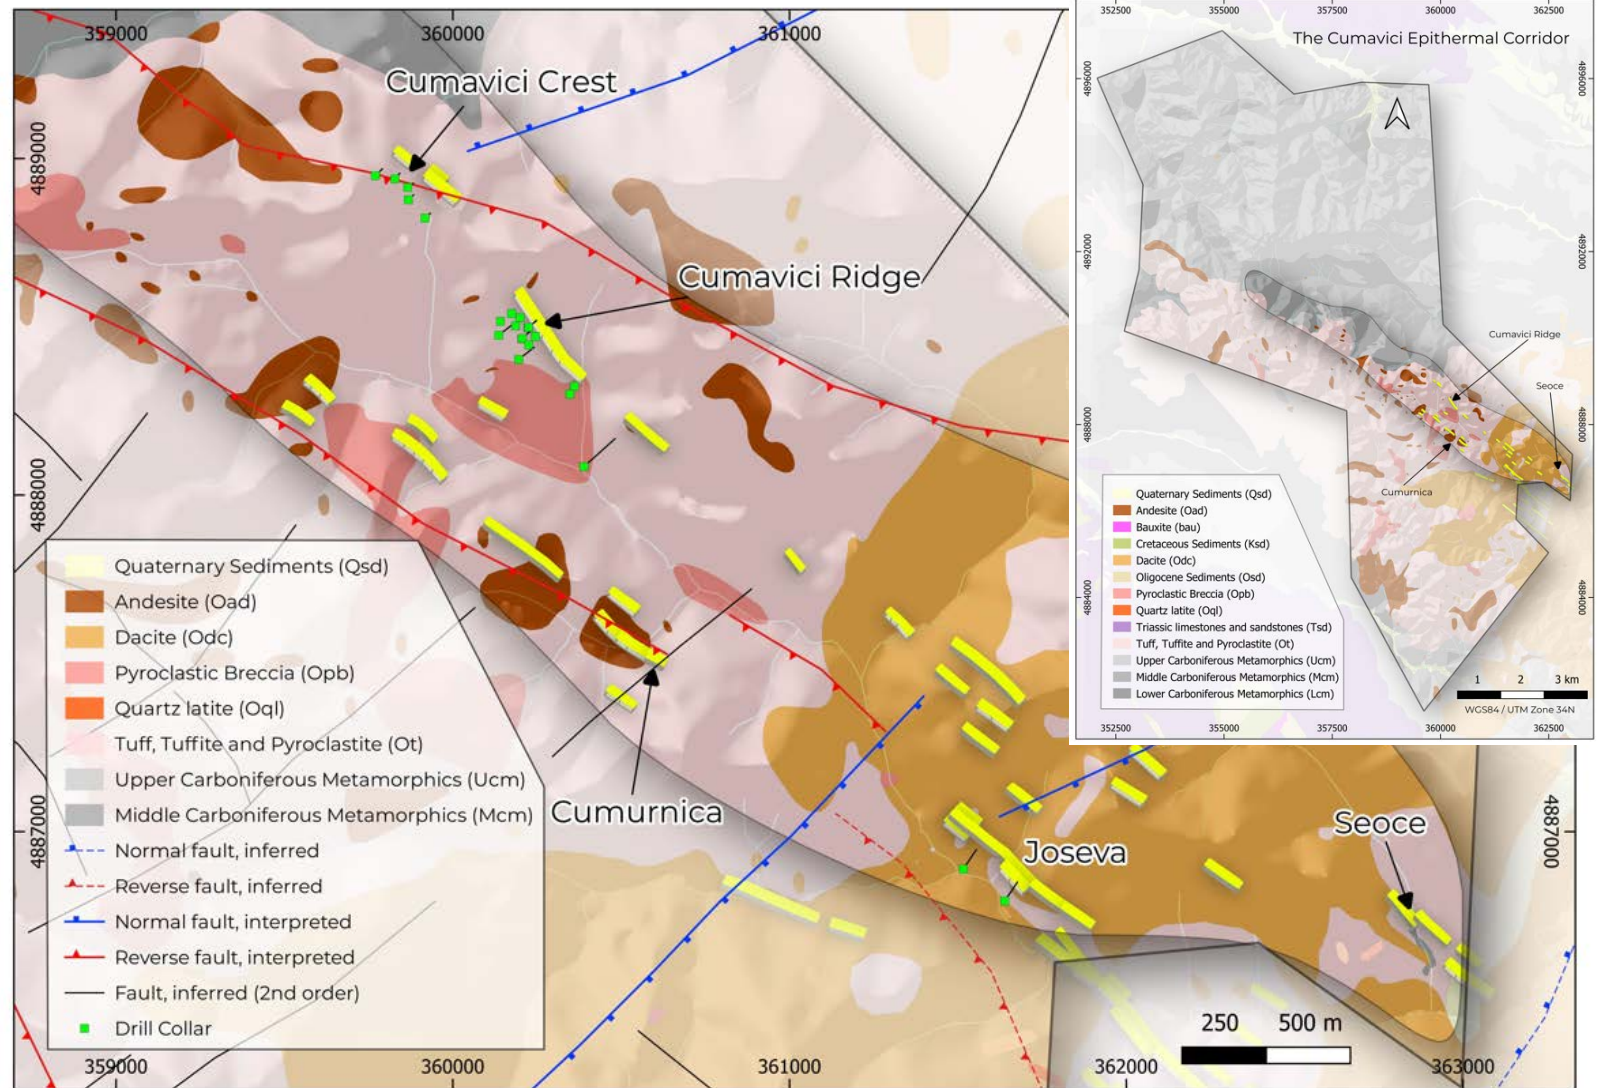 359000
360000
361000
4889000
4888000
4887000
Cumavici Crest
Cumavici Ridge
Cumurnica
Joseva
Seoce
4887000
Quaternary Sediments (Qsd)
Andesite (Oad)
Dacite (Odc)
Pyroclastic Breccia (Opb)
Quartz latite (Oql)
Tuff, Tuffite and Pyroclastite (Ot)
Upper Carboniferous Metamorphics (Ucm)
Middle Carboniferous Metamorphics (Mcm)
Normal fault, inferred
Reverse fault, inferred
Normal fault, interpreted
Reverse fault, interpreted
Fault, inferred (2nd order)
Drill Collar
250 500 m
359000
360000
361000
362000
363000
352500
355000
357500
360000
362500
The Cumavici Epithermal Corridor
4896000
4892000
4888000
4884000
4896000
4892000
4888000
4884000
Cumavici Ridge
Seoce
Cumurnica
Quaternary Sediments (Qsd)
Andesite (Oad)
Bauxite (bau)
Cretaceous Sediments (Ksd)
Dacite (Odc)
Oligocene Sediments (Osd)
Pyroclastic Breccia (Opb)
Quartz latite (Oql)
Triassic limestones and sandstones (Tsd)
Tuff, Tuffite and Pyroclastite (Ot)
Upper Carboniferous Metamorphics (Ucm)
Middle Carboniferous Metamorphics (Mcm)
Lower Carboniferous Metamorphics (Lcm)
1 2 3 km
WGS84 / UTM Zone 34N
352500
355000
357500
360000
362500